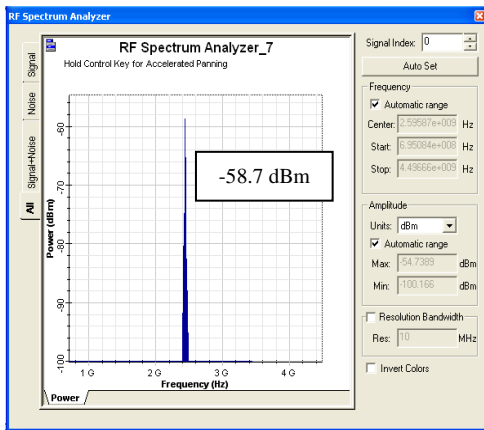 RF Spectrum Analyzer
RF Spectrum Analyzer_7
Hold Control Key for Accelerated Panning
Signal
Noise
Signal+Noise
All
Power (dBm)
-60
-70
-80
-90
-100
-58.7 dBm
1 G
2 G
3 G
4 G
Frequency (Hz)
Power
Signal Index: 0
Auto Set
Frequency
Automatic range
Center: 2.59587e+009 Hz
Start: 6.95084e+008 Hz
Stop: 4.49666e+009 Hz
Amplitude
Units: dBm
Automatic range
Max: -54.7389 dBm
Min: -100.166 dBm
Resolution Bandwidth
Res: 10 MHz
Invert Colors